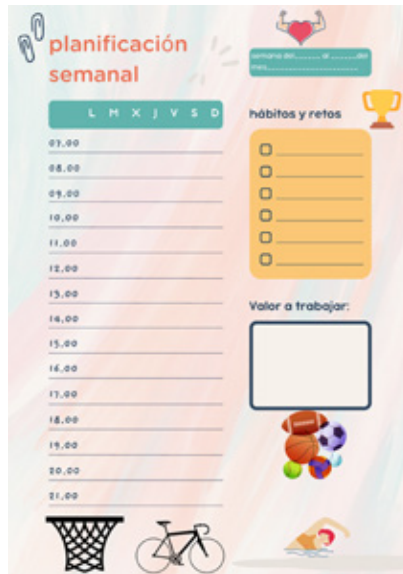 planificación
semanal
semana del....... al .......del
mes.........................
L M X J V S D
hábitos y retos
07.00
08.00
09.00
10.00
11.00
12.00
13.00
14.00
15.00
16.00
17.00
18.00
19.00
20.00
21.00
Valor a trabajar: